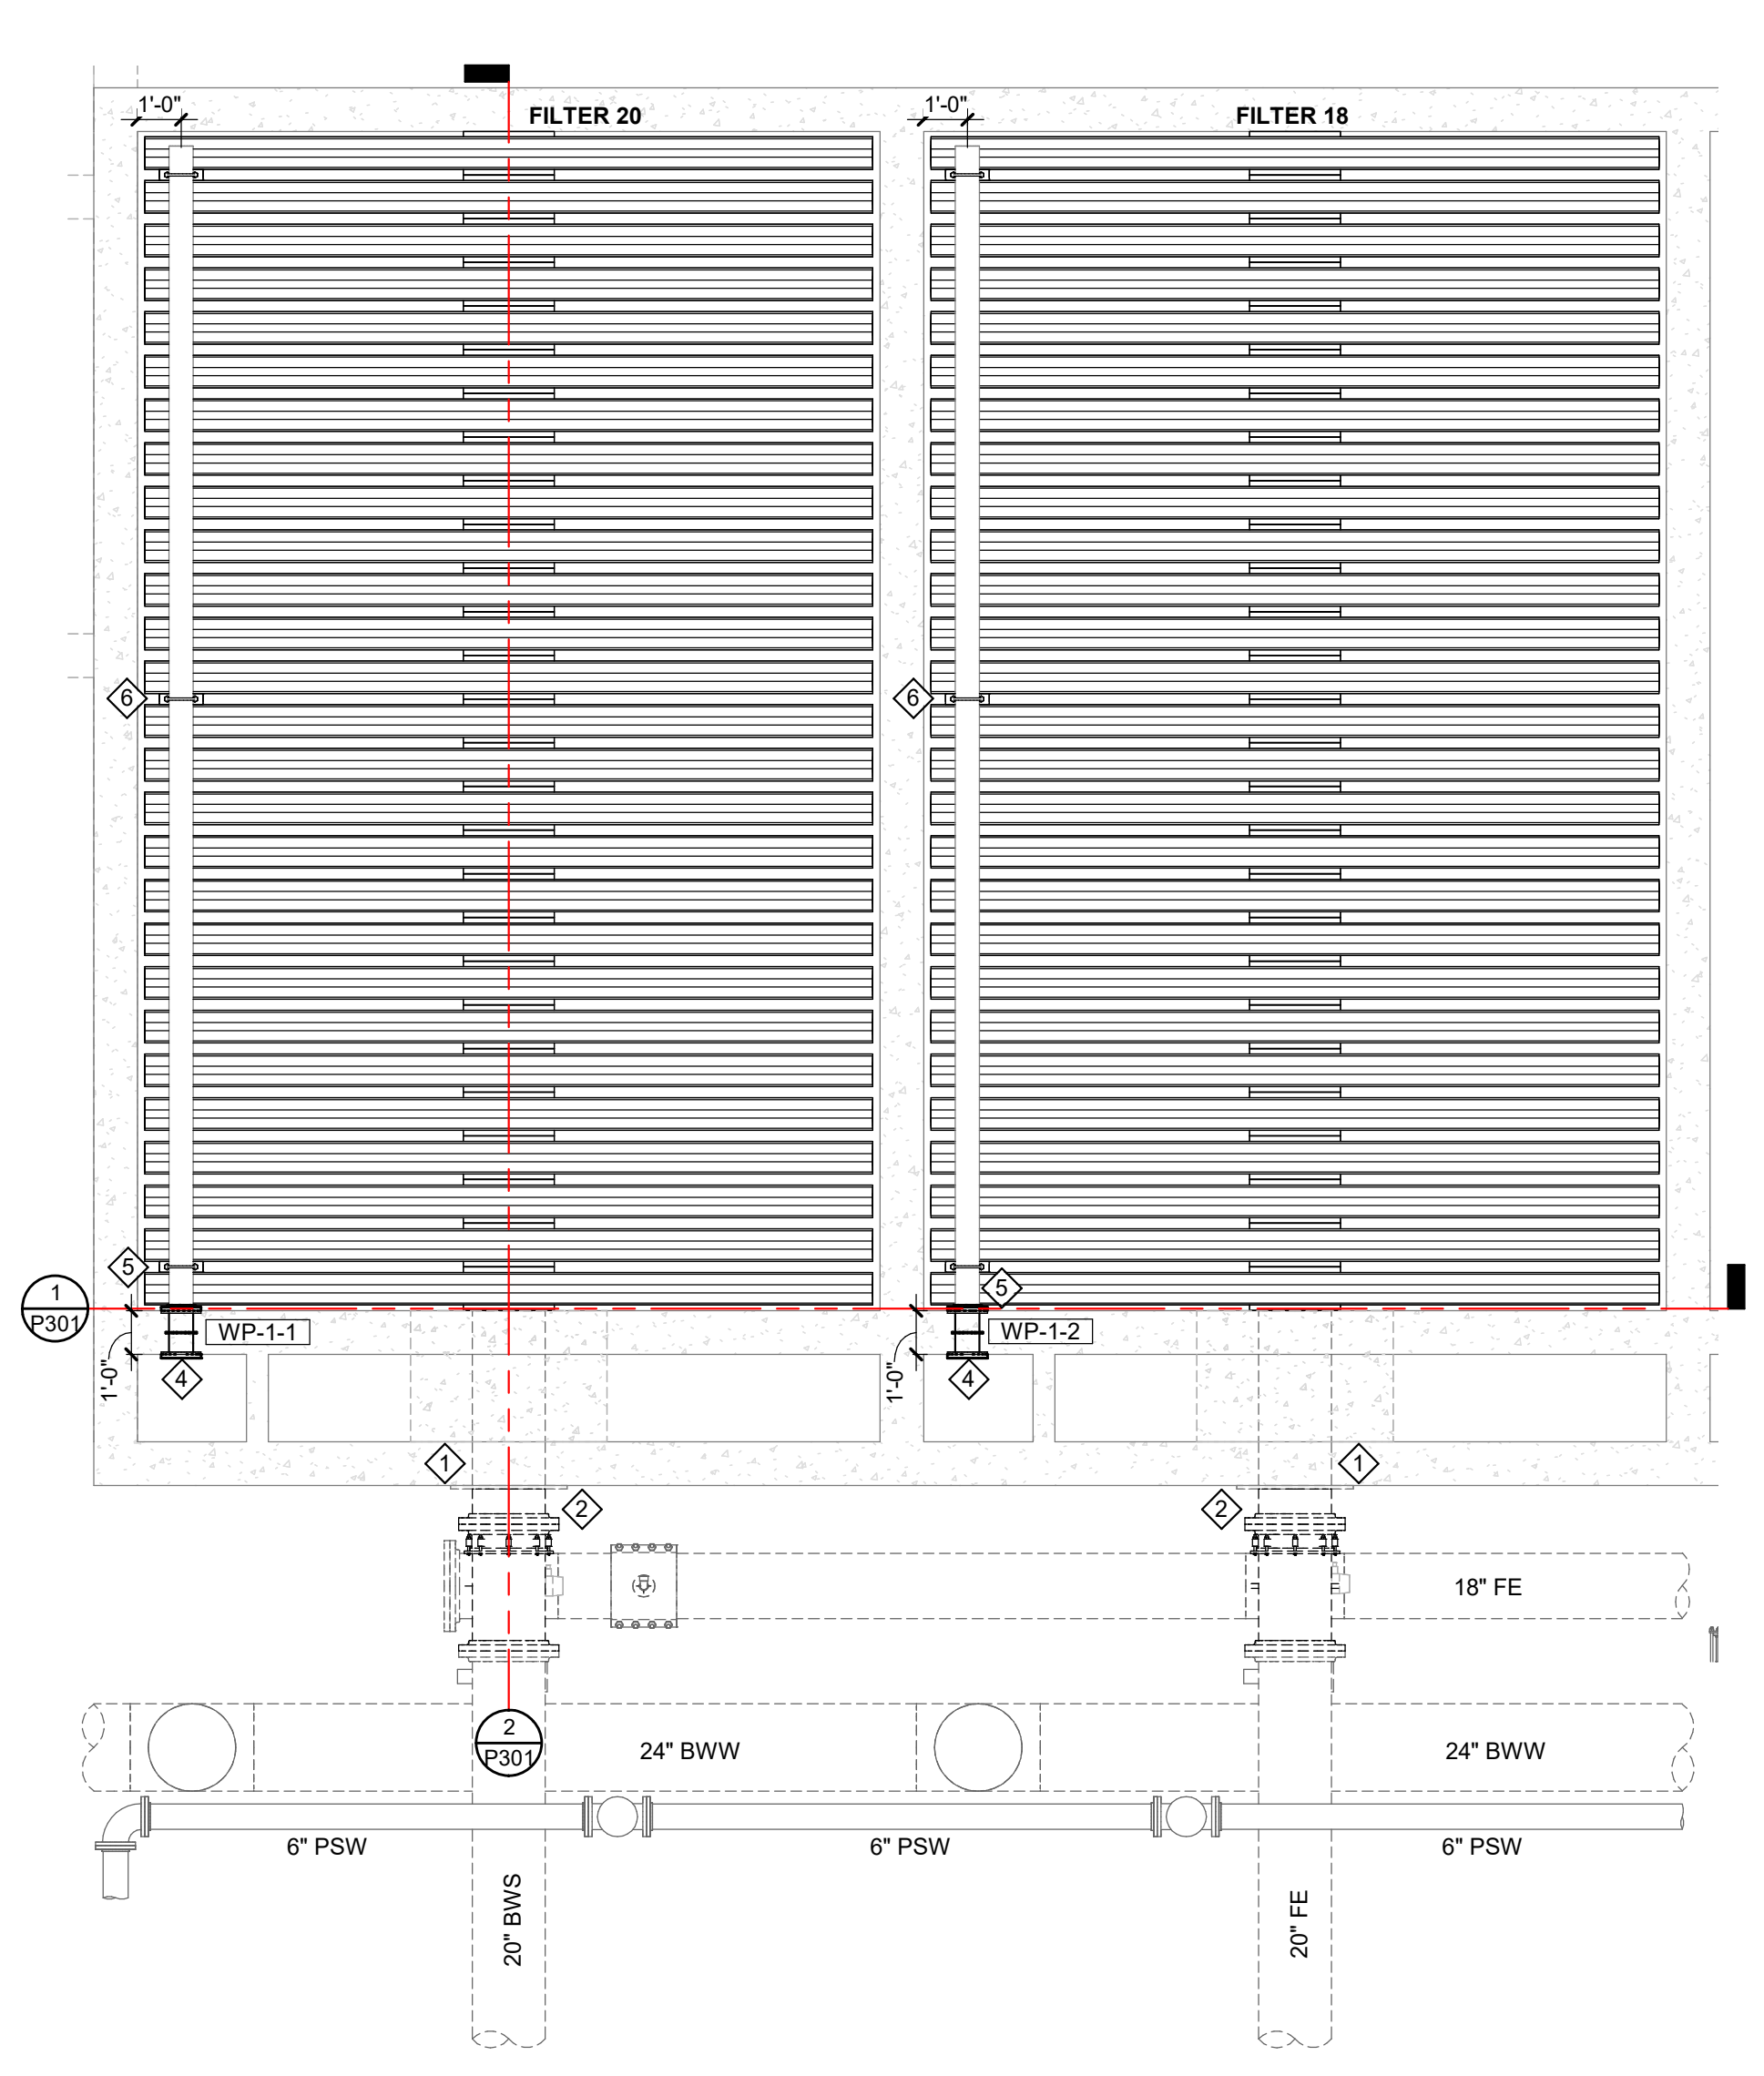 1'-0"
FILTER 20
1'-0"
FILTER 18
6
6
5
5
1
P301
WP-1-1
WP-1-2
1'-0"
4
1'-0"
4
1
1
2
2
18" FE
2
P301
24" BWW
24" BWW
6" PSW
6" PSW
6" PSW
20" BWS
20" FE